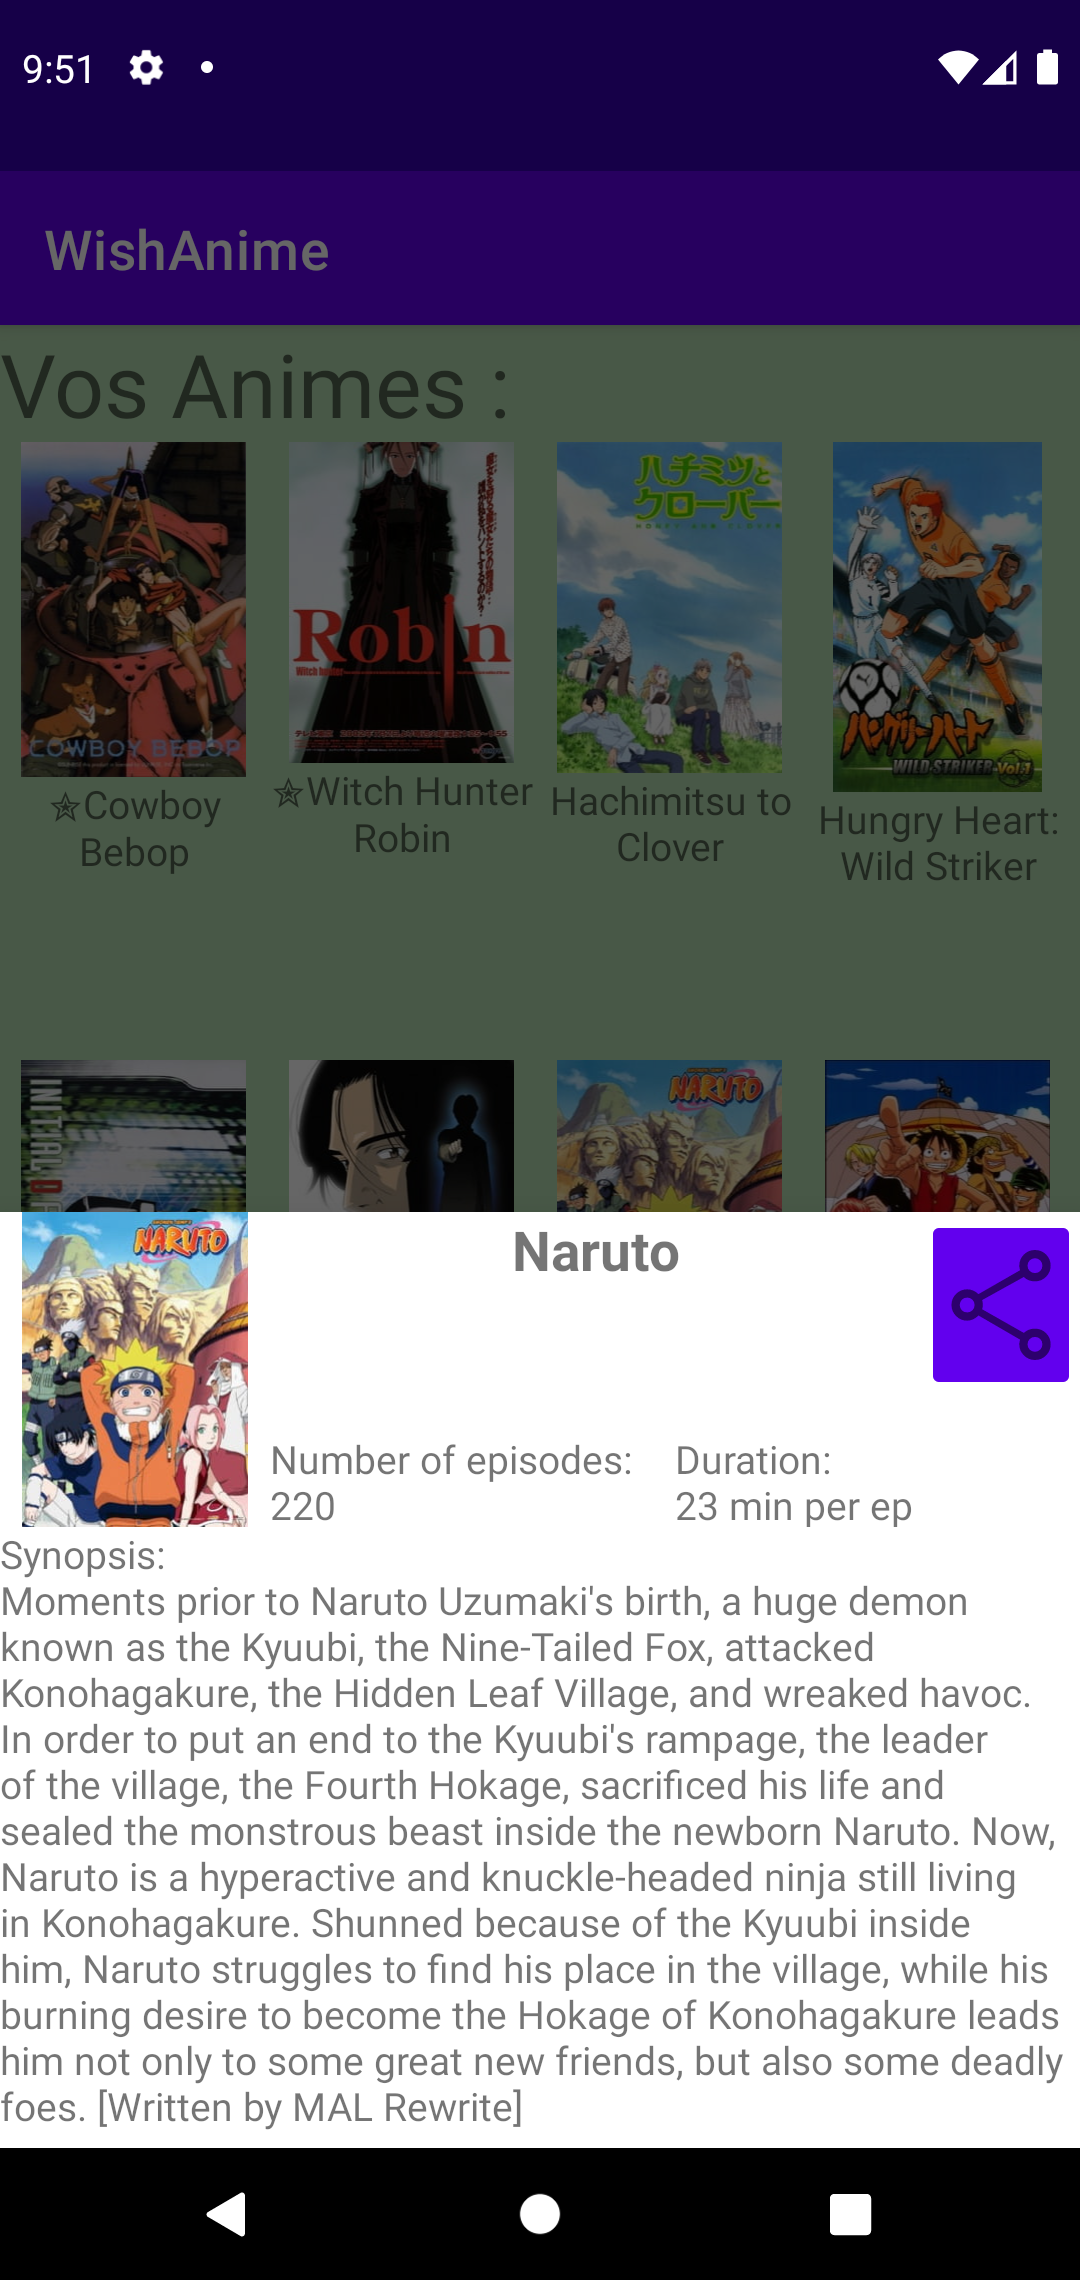 9:51
WishAnime
Vos Animes :
COWBOY BEBOP
Robin
Witch hunter
ハチミツと
クローバー
HONEY AND CLOVER
ハングリーハート
WILD STRIKER Vol.1
✯Cowboy
Bebop
✯Witch Hunter
Robin
Hachimitsu to
Clover
Hungry Heart:
Wild Striker
INITIAL D
NARUTO
NARUTO
Naruto
Number of episodes:
220
Duration:
23 min per ep
Synopsis:
Moments prior to Naruto Uzumaki's birth, a huge demon
known as the Kyuubi, the Nine-Tailed Fox, attacked
Konohagakure, the Hidden Leaf Village, and wreaked havoc.
In order to put an end to the Kyuubi's rampage, the leader
of the village, the Fourth Hokage, sacrificed his life and
sealed the monstrous beast inside the newborn Naruto. Now,
Naruto is a hyperactive and knuckle-headed ninja still living
in Konohagakure. Shunned because of the Kyuubi inside
him, Naruto struggles to find his place in the village, while his
burning desire to become the Hokage of Konohagakure leads
him not only to some great new friends, but also some deadly
foes. [Written by MAL Rewrite]